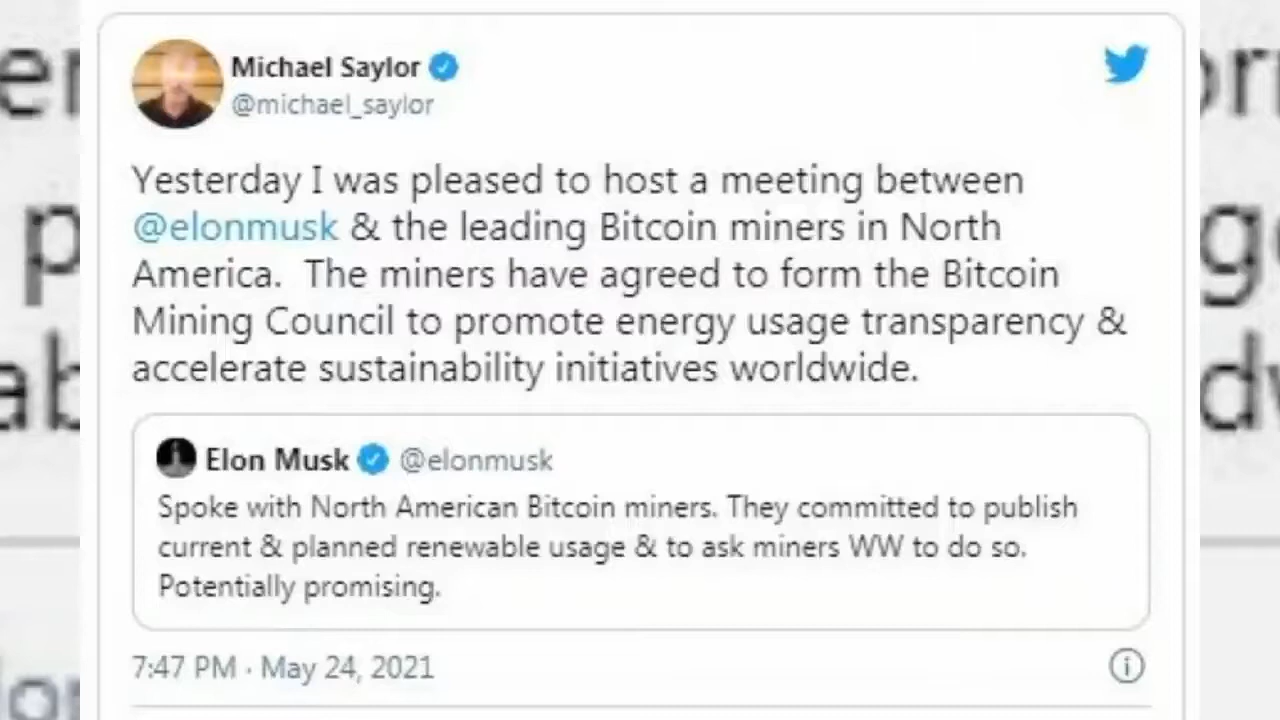 Michael Saylor
@michael_saylor
Yesterday I was pleased to host a meeting between
@elonmusk & the leading Bitcoin miners in North
America. The miners have agreed to form the Bitcoin
Mining Council to promote energy usage transparency &
accelerate sustainability initiatives worldwide.
Elon Musk @elonmusk
Spoke with North American Bitcoin miners. They committed to publish
current & planned renewable usage & to ask miners WW to do so.
Potentially promising.
7:47 PM · May 24, 2021